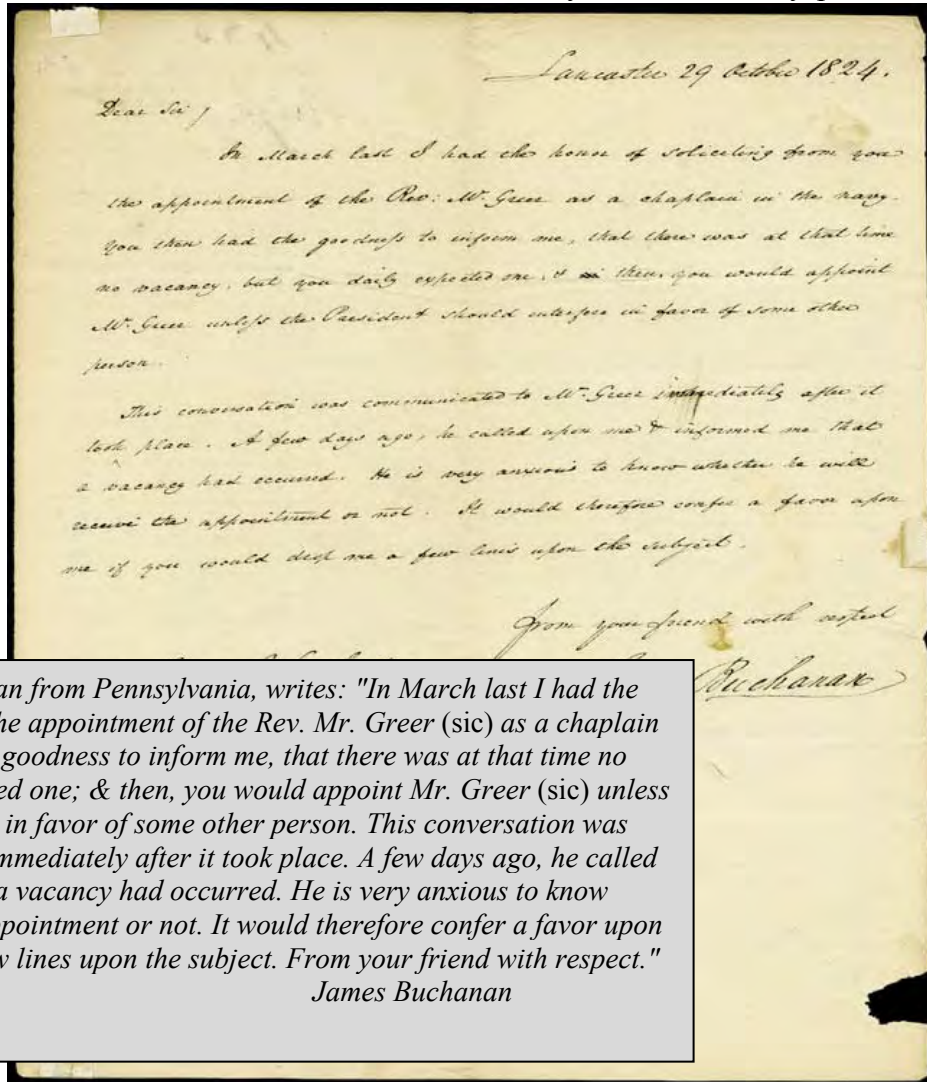 Lancaster 29 October 1824.
Dear Sir /
In March last I had the honor of soliciting from you
the appointment of the Rev: Mr. Greer as a chaplain in the navy.
You then had the goodness to inform me, that there was at that time
no vacancy, but you daily expected one, & then, you would appoint
Mr. Greer unless the President should interfere in favor of some other
person.
This conversation was communicated to Mr. Greer immediately after it
took place. A few days ago, he called upon me & informed me that
a vacancy had occurred. He is very anxious to know whether he will
receive the appointment or not. It would therefore confer a favor upon
me if you would drop me a few lines upon the subject.
from your friend with respect
Buchanan
an from Pennsylvania, writes: "In March last I had the
he appointment of the Rev. Mr. Greer (sic) as a chaplain
goodness to inform me, that there was at that time no
ed one; & then, you would appoint Mr. Greer (sic) unless
in favor of some other person. This conversation was
mmediately after it took place. A few days ago, he called
a vacancy had occurred. He is very anxious to know
ppointment or not. It would therefore confer a favor upon
w lines upon the subject. From your friend with respect."
James Buchanan